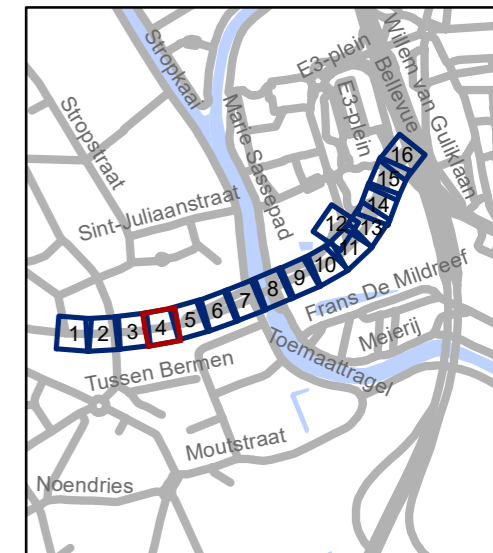 Stropkaai
E3-plein
Willem van Guliklaan
Bellevue
E3-plein
Stropstraat
Marie Sassepad
Sint-Juliaanstraat
16
15
14
13
12
11
10
9
8
7
6
5
4
3
2
1
Frans De Mildreef
Meierij
Toemaattragel
Tussen Bermen
Moutstraat
Noendries